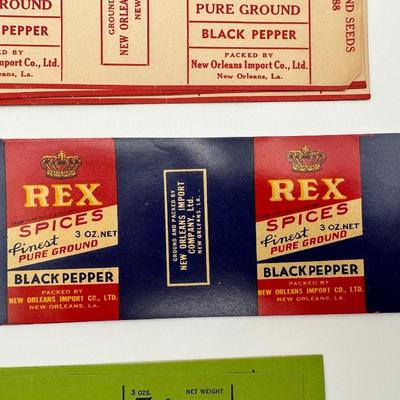 GROUND
PURE GROUND
BLACK PEPPER
PACKED BY
Import Co., Ltd.
Orleans, La.
NEW ORLEANS
PURE GROUND
BLACK PEPPER
PACKED BY
New Orleans Import Co., Ltd.
New Orleans, La.
SEEDS
REX
SPICES
finest 3 OZ.NET
PURE GROUND
BLACK PEPPER
PACKED BY
NEW ORLEANS IMPORT CO., LTD.
NEW ORLEANS, LA.
GROUND AND PACKED BY
NEW ORLEANS IMPORT
COMPANY, Ltd.
NEW ORLEANS, LA.
REX
SPICES
finest 3 OZ.NET
PURE GROUND
BLACK PEPPER
PACKED BY
NEW ORLEANS IMPORT CO., LTD.
NEW ORLEANS, LA.
3 OZS. NET WEIGHT